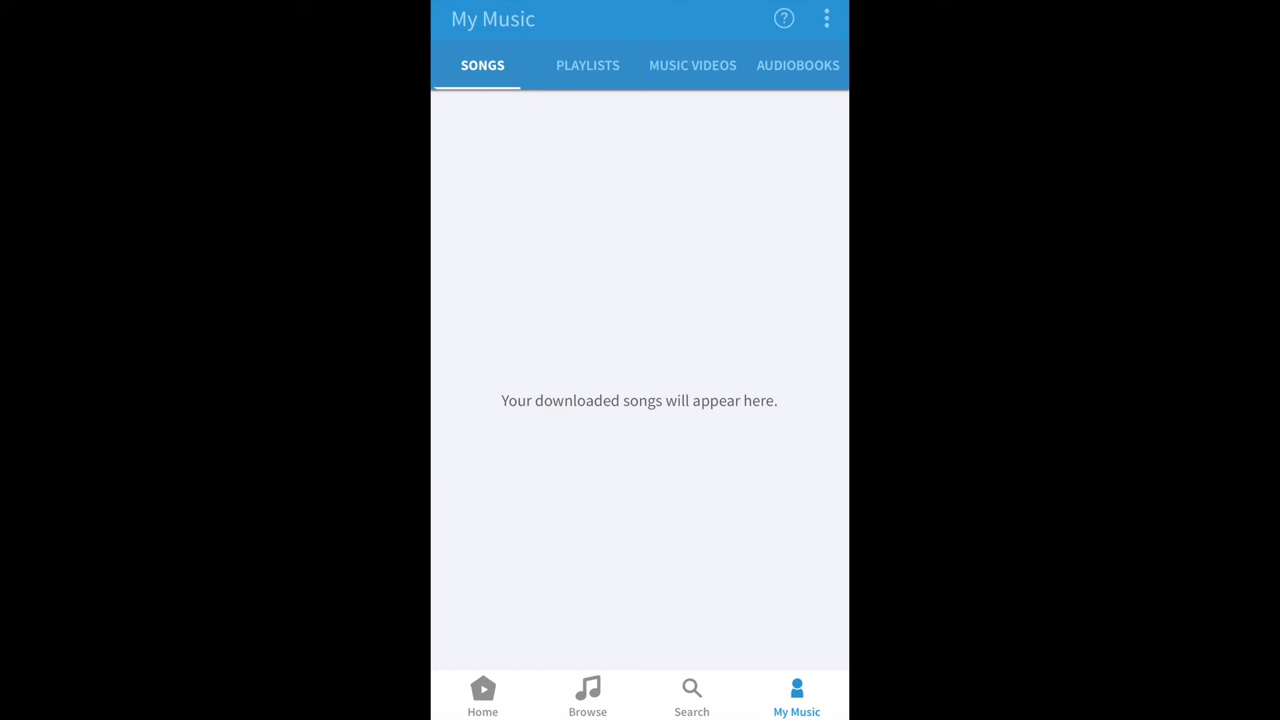 My Music
SONGS PLAYLISTS MUSIC VIDEOS AUDIOBOOKS
Your downloaded songs will appear here.
Home Browse Search My Music